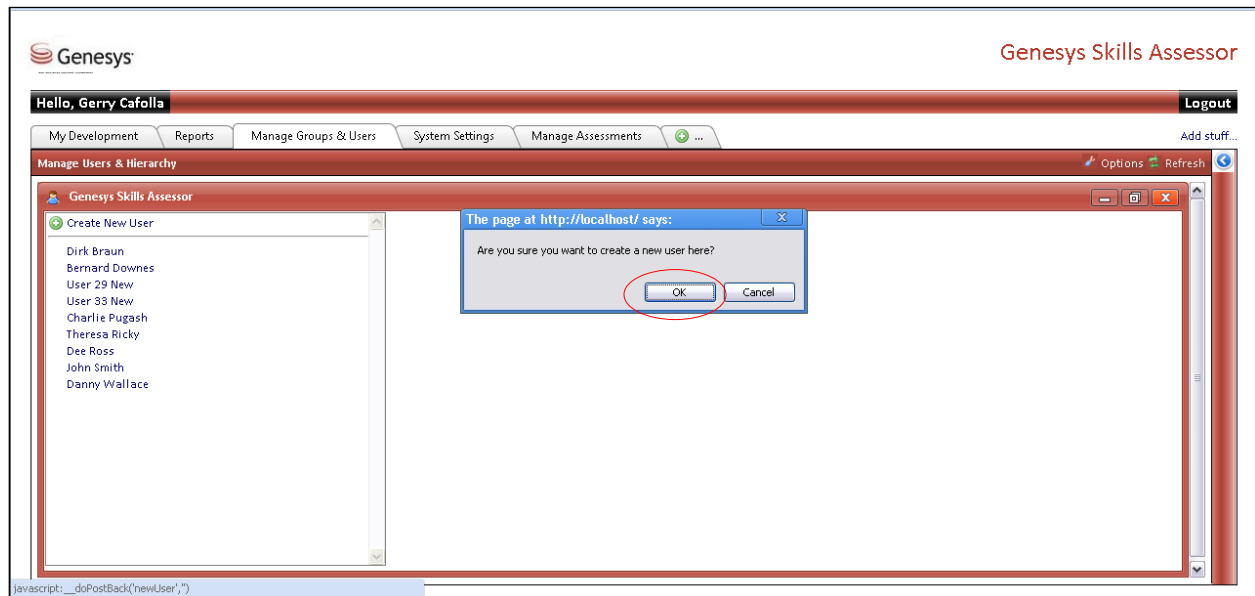 Genesys
Genesys Skills Assessor
Hello, Gerry Cafolla
Logout
My Development Reports Manage Groups & Users System Settings Manage Assessments ...
Add stuff...
Manage Users & Hierarchy
Options Refresh
Genesys Skills Assessor
Create New User
Dirk Braun
Bernard Downes
User 29 New
User 33 New
Charlie Pugash
Theresa Ricky
Dee Ross
John Smith
Danny Wallace
The page at http://localhost/ says:
Are you sure you want to create a new user here?
OK Cancel
javascript:__doPostBack('newUser','')